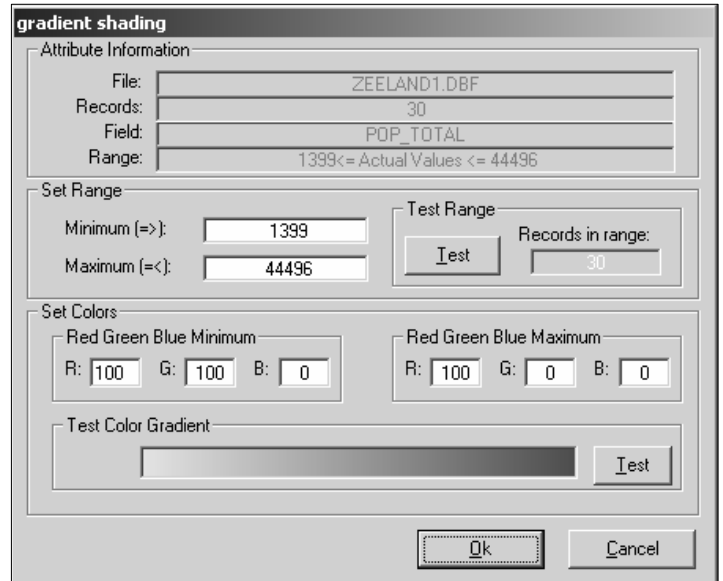 gradient shading
Attribute Information
File: ZEELAND1.DBF
Records: 30
Field: POP_TOTAL
Range: 1399<= Actual Values <= 44496
Set Range
Minimum (=>): 1399
Maximum (=<): 44496
Test Range
Test
Records in range:
30
Set Colors
Red Green Blue Minimum
R: 100 G: 100 B: 0
Red Green Blue Maximum
R: 100 G: 0 B: 0
Test Color Gradient
Test
Ok Cancel